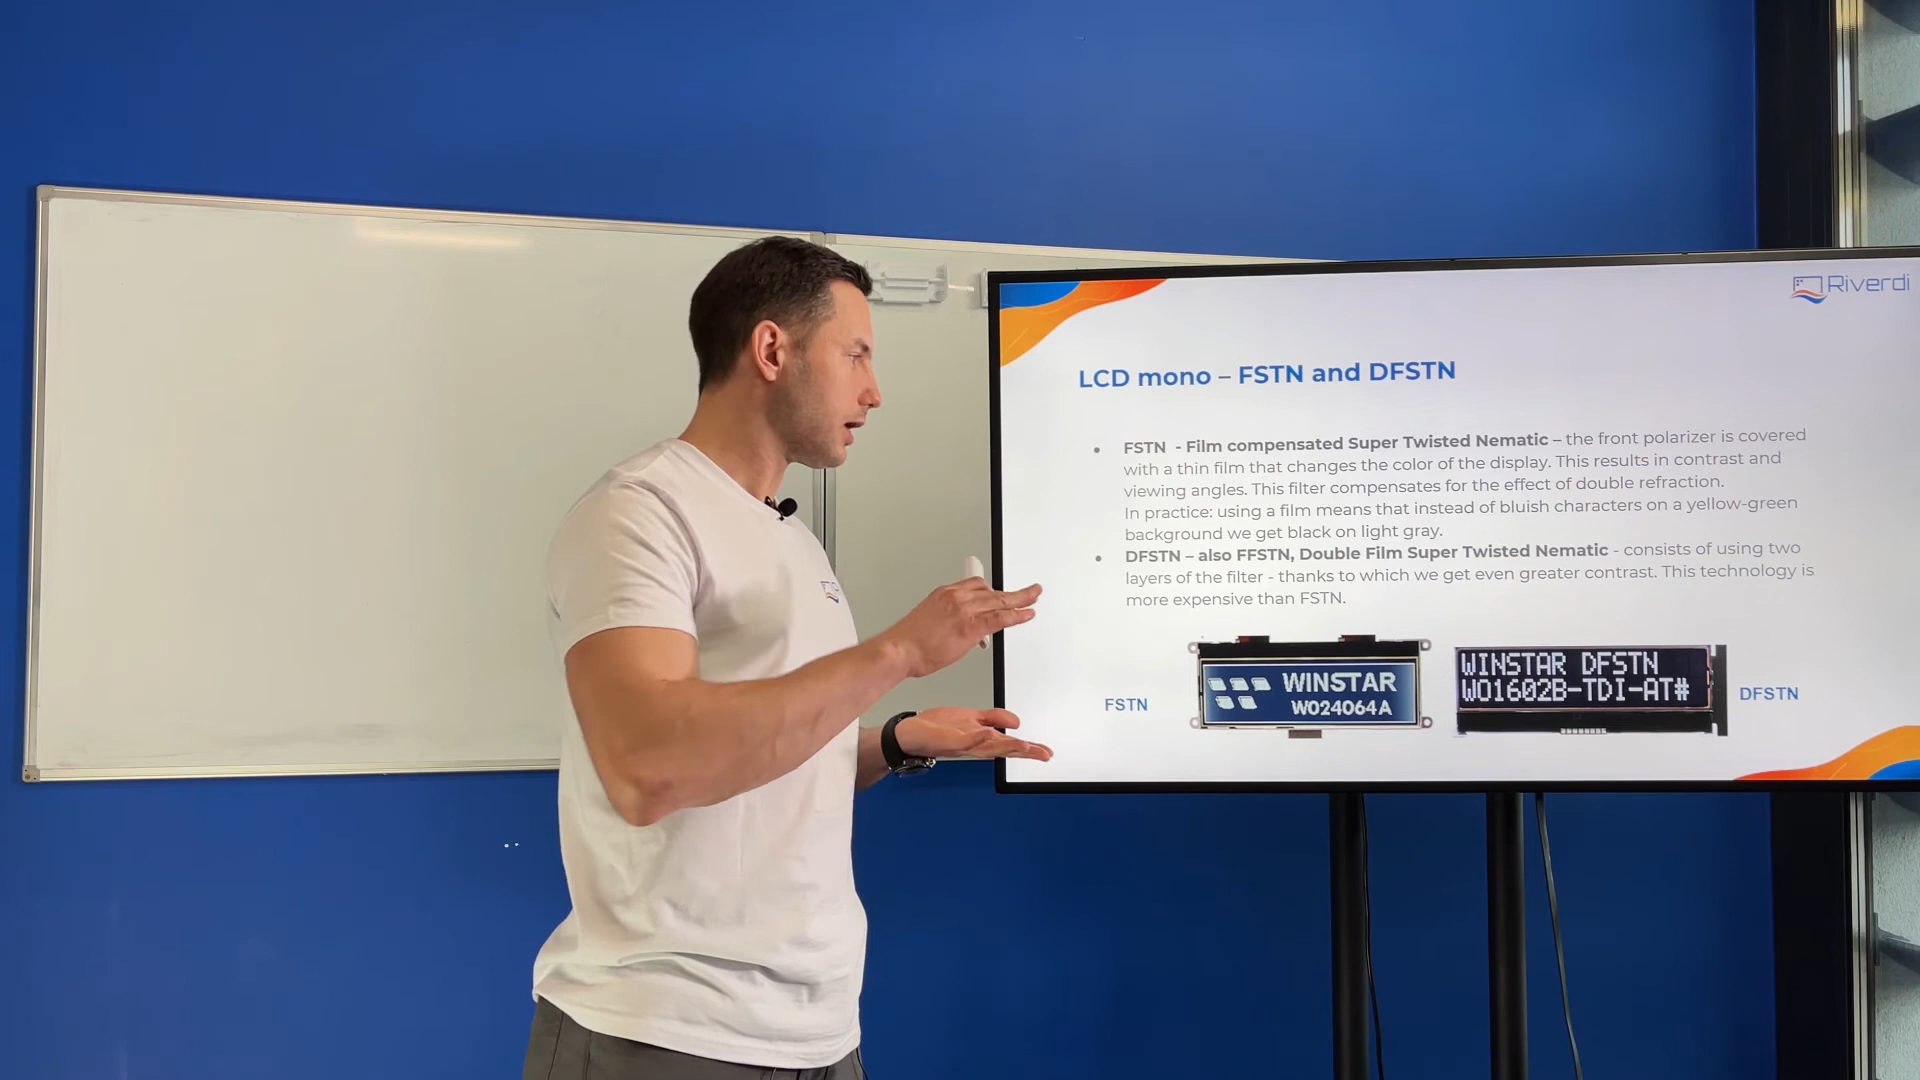 Riverdi
LCD mono – FSTN and DFSTN
• FSTN - Film compensated Super Twisted Nematic – the front polarizer is covered
with a thin film that changes the color of the display. This results in contrast and
viewing angles. This filter compensates for the effect of double refraction.
In practice: using a film means that instead of bluish characters on a yellow-green
background we get black on light gray.
• DFSTN – also FFSTN, Double Film Super Twisted Nematic - consists of using two
layers of the filter - thanks to which we get even greater contrast. This technology is
more expensive than FSTN.
FSTN
WINSTAR
WO24064A
WINSTAR DFSTN
WO1602B-TDI-AT#
DFSTN